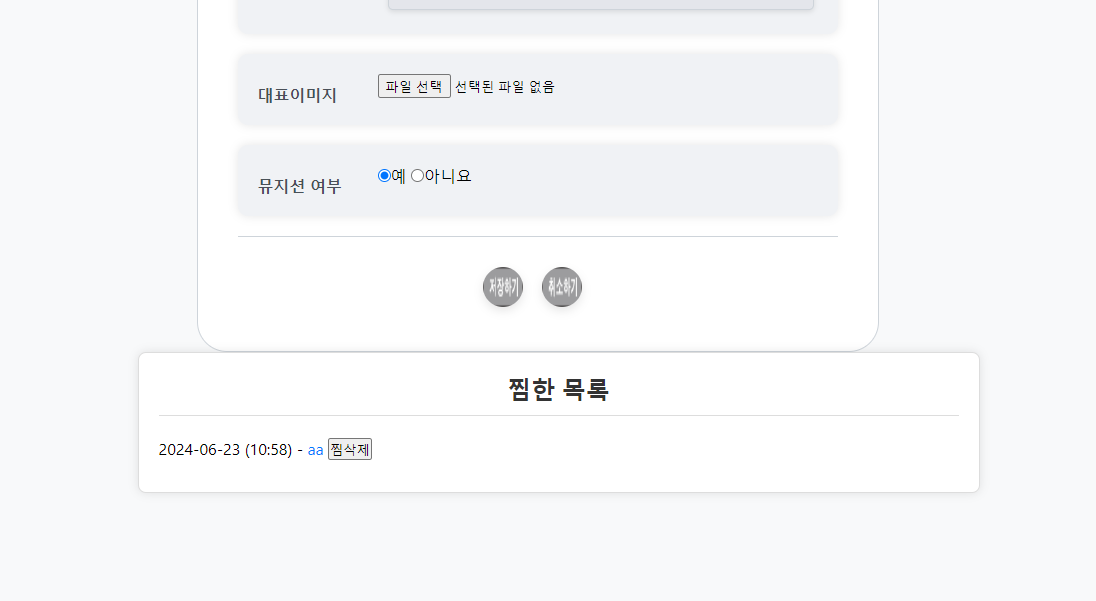 대표이미지 파일 선택 선택된 파일 없음
뮤지션 여부 예 아니요
저장하기 취소하기
찜한 목록
2024-06-23 (10:58) - aa 찜삭제